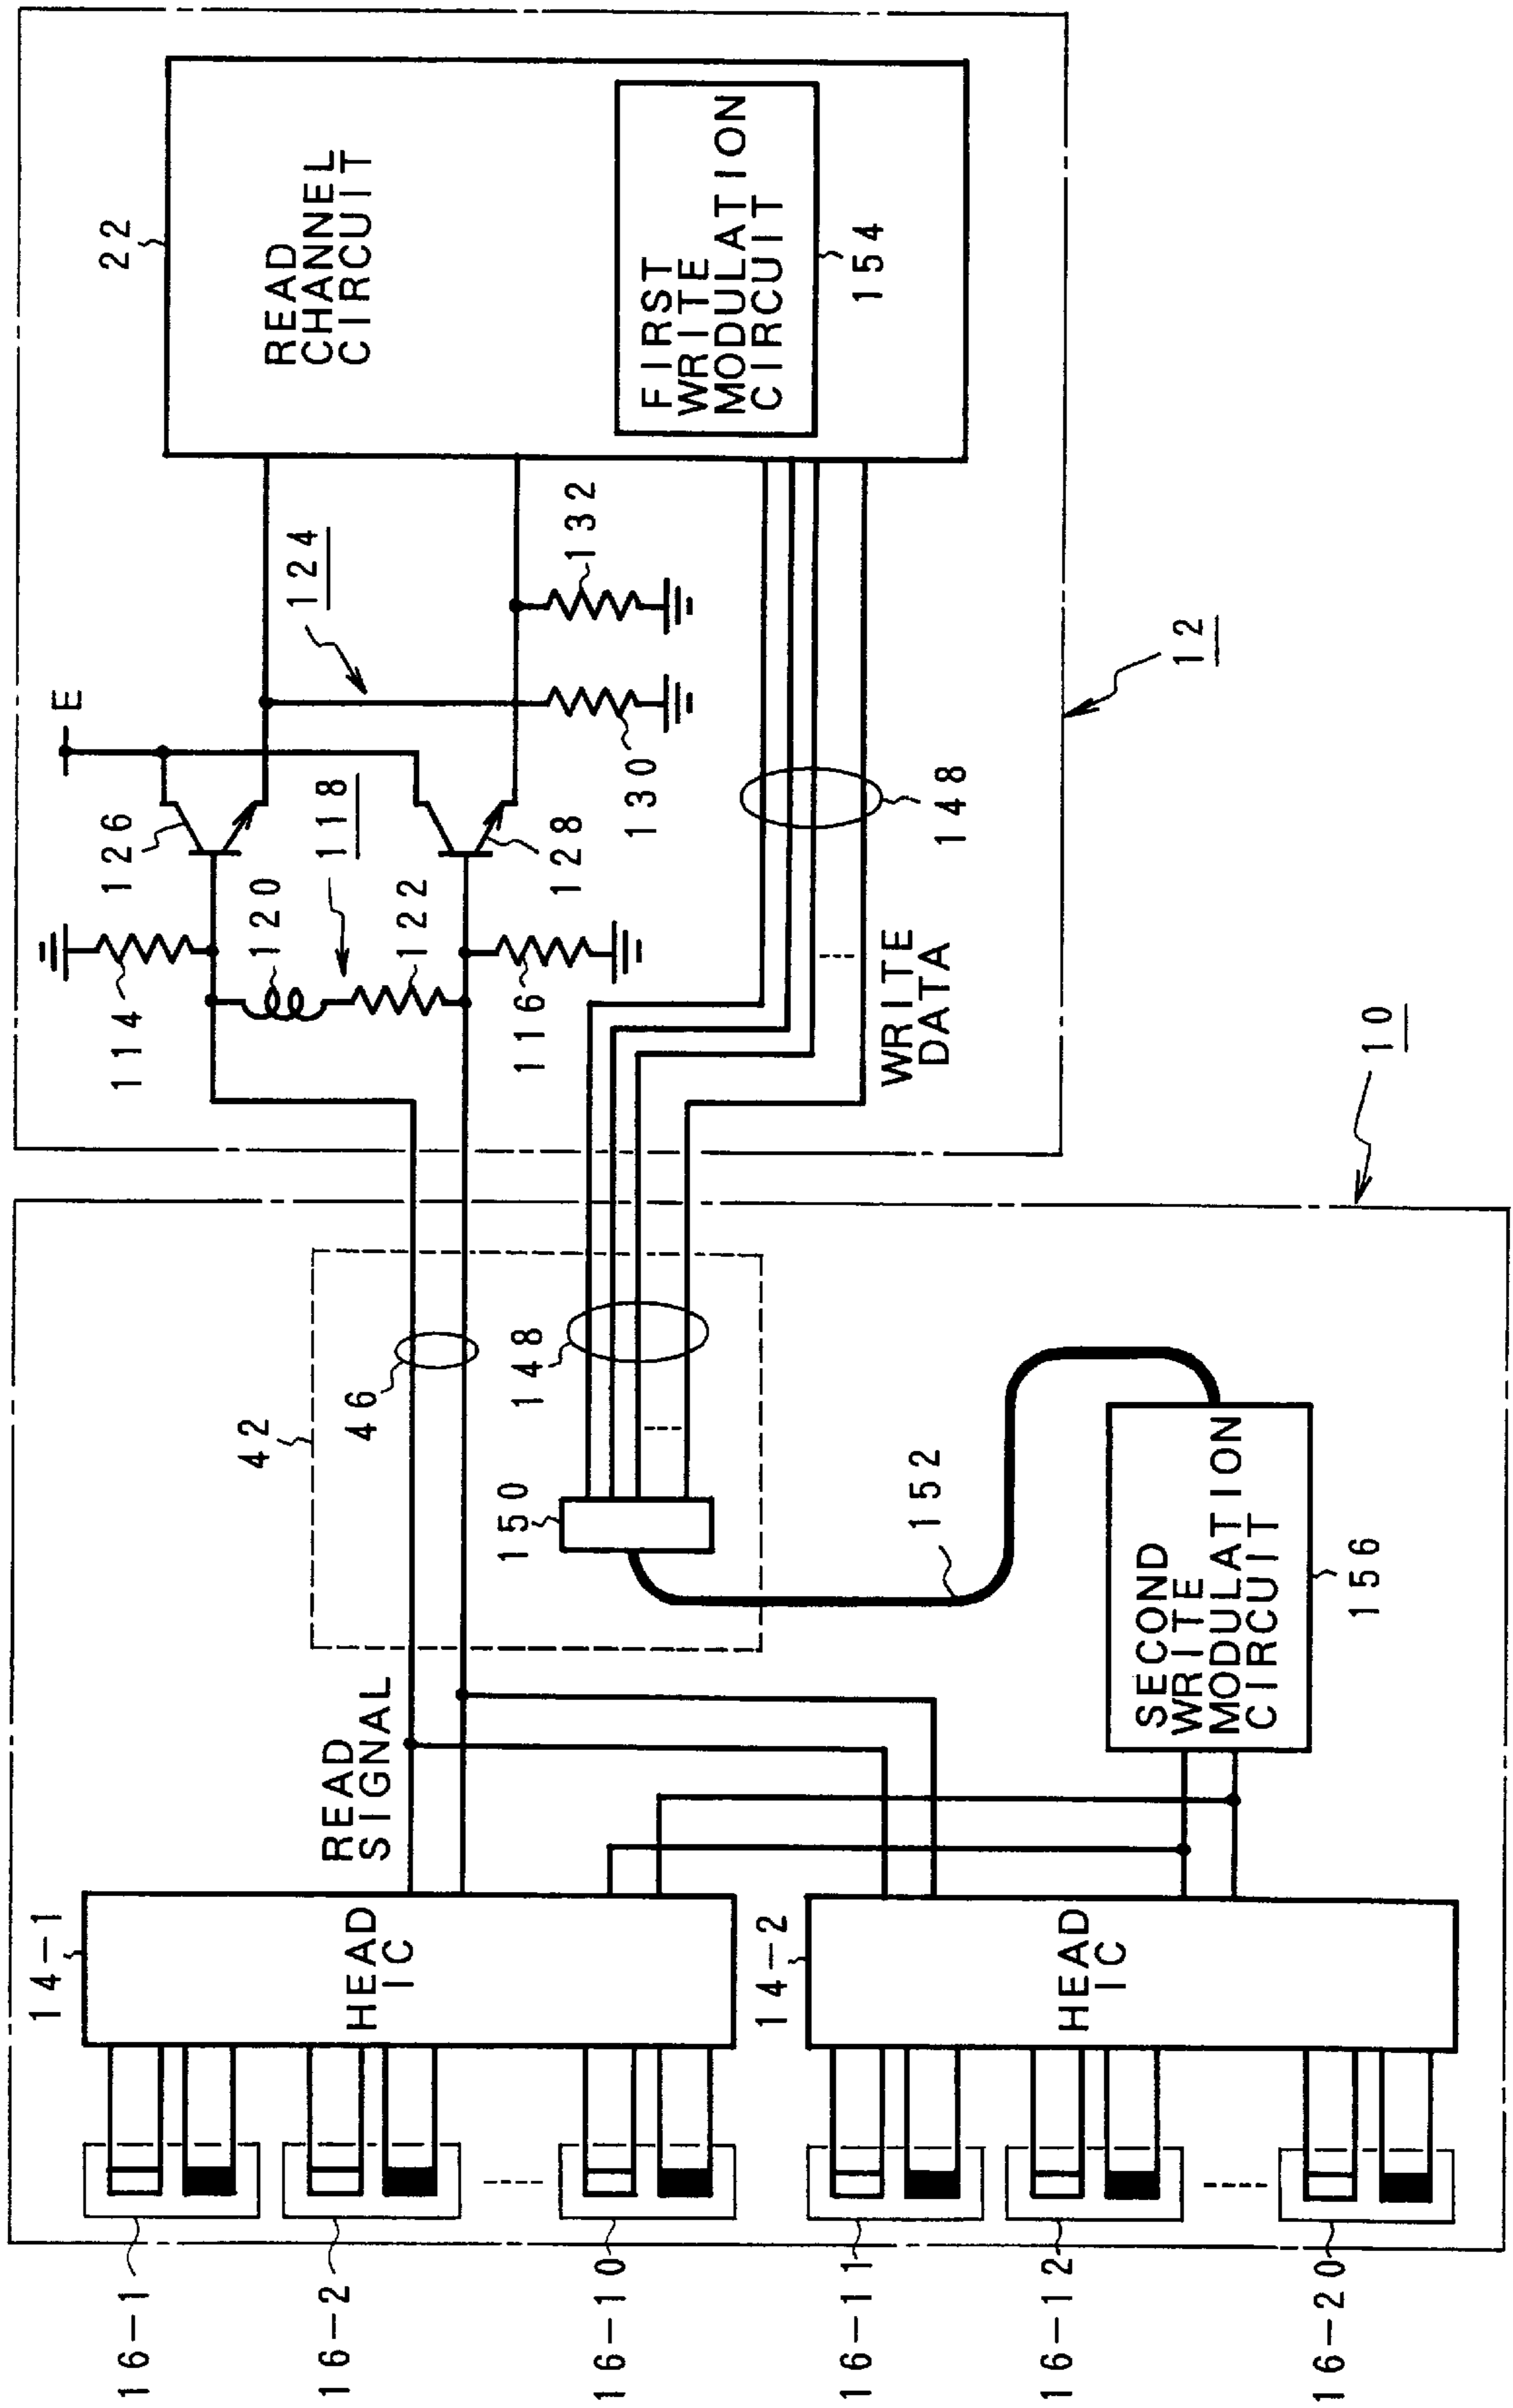 22
READ
CHANNEL
CIRCUIT
FIRST
WRITE
MODULATION
CIRCUIT
154
E
126
114
120
118
122
116
128
124
130
132
148
WRITE
DATA
12
10
42
46
148
150
152
READ
SIGNAL
SECOND
WRITE
MODULATION
CIRCUIT
156
14-1
HEAD
IC
14-2
HEAD
IC
16-1
16-2
16-10
16-11
16-12
16-20